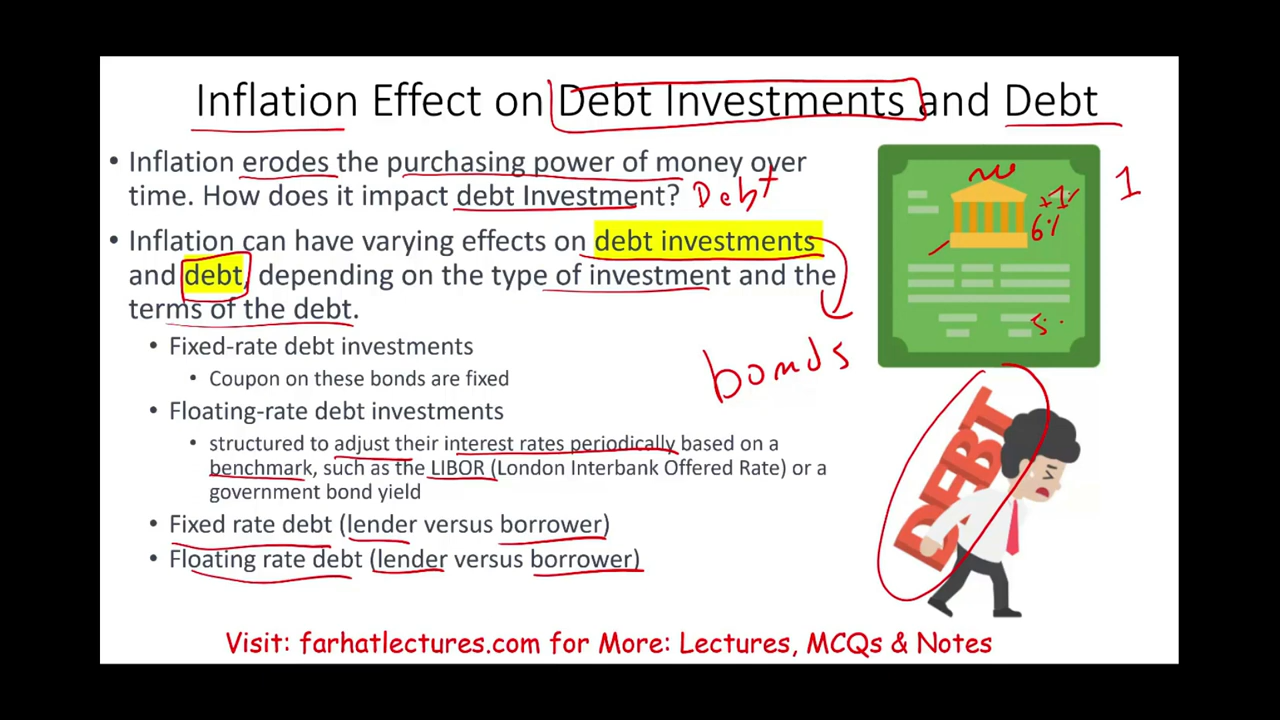 Inflation Effect on Debt Investments and Debt
• Inflation erodes the purchasing power of money over
time. How does it impact debt Investment? Debt
• Inflation can have varying effects on debt investments
and debt, depending on the type of investment and the
terms of the debt.
• Fixed-rate debt investments
• Coupon on these bonds are fixed
• Floating-rate debt investments
• structured to adjust their interest rates periodically based on a
benchmark, such as the LIBOR (London Interbank Offered Rate) or a
government bond yield
• Fixed rate debt (lender versus borrower)
• Floating rate debt (lender versus borrower)
bonds
+1%
6%
1
DEBT
Visit: farhatlectures.com for More: Lectures, MCQs & Notes